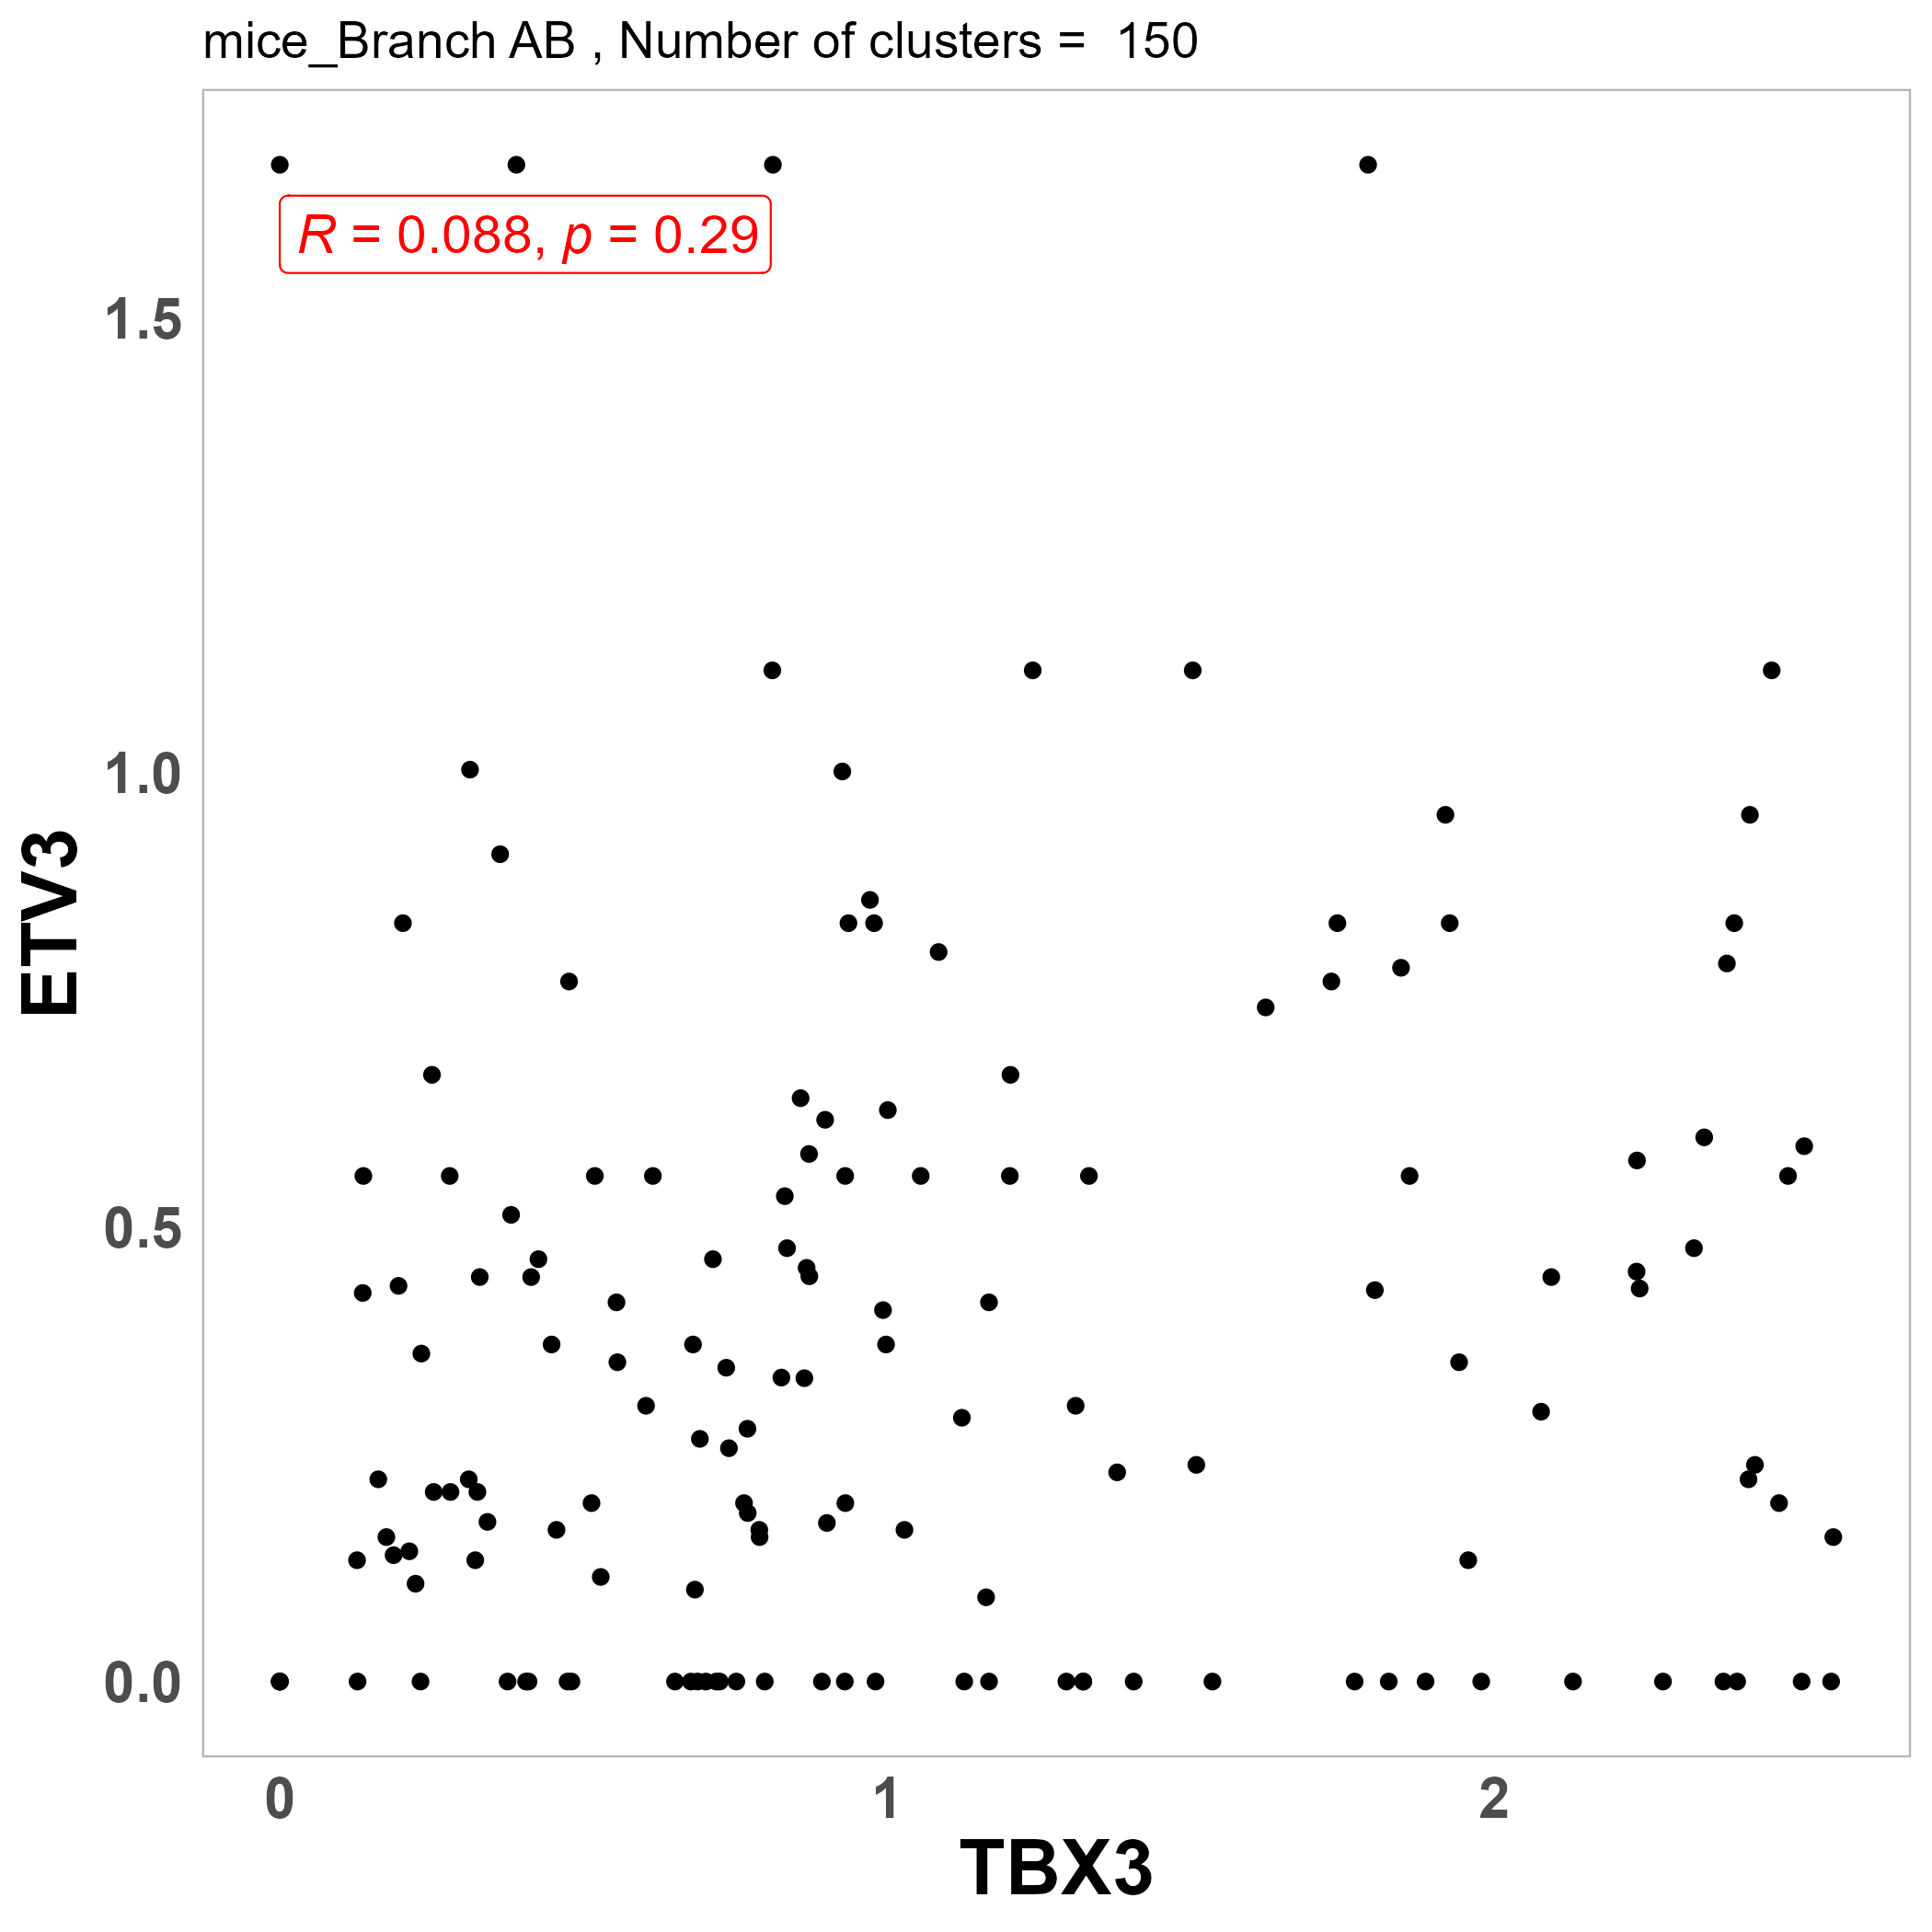 mice_Branch AB , Number of clusters =  150
R = 0.088, p = 0.29
1.5
1.0
0.5
0.0
ETV3
0 1 2
TBX3